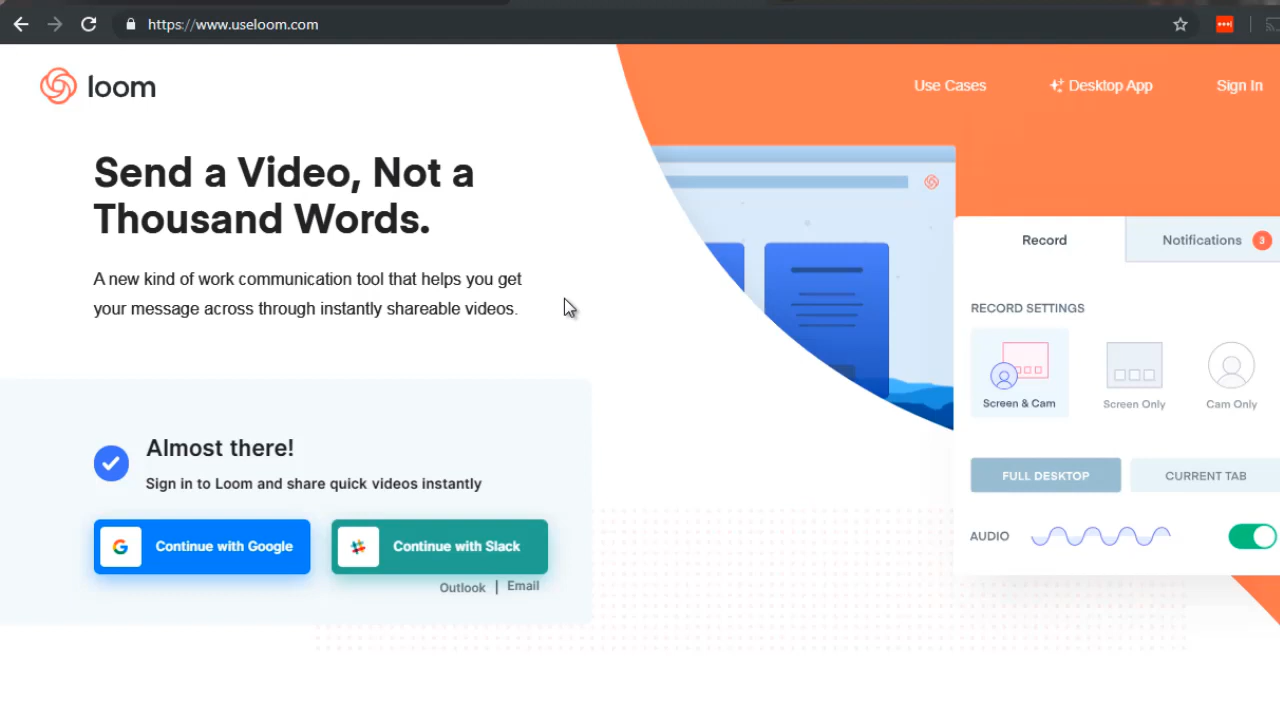 https://www.useloom.com
loom
Use Cases
Desktop App
Sign In
Send a Video, Not a
Thousand Words.
A new kind of work communication tool that helps you get
your message across through instantly shareable videos.
Record
Notifications 3
RECORD SETTINGS
Screen & Cam
Screen Only
Cam Only
FULL DESKTOP
CURRENT TAB
AUDIO
Almost there!
Sign in to Loom and share quick videos instantly
Continue with Google
Continue with Slack
Outlook | Email